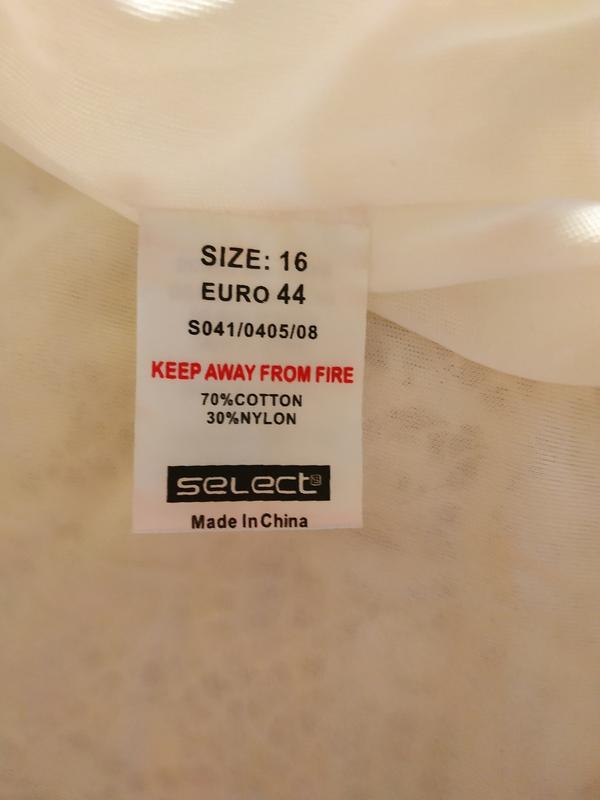 SIZE: 16
EURO 44
S041/0405/08
KEEP AWAY FROM FIRE
70%COTTON
30%NYLON
select
Made In China